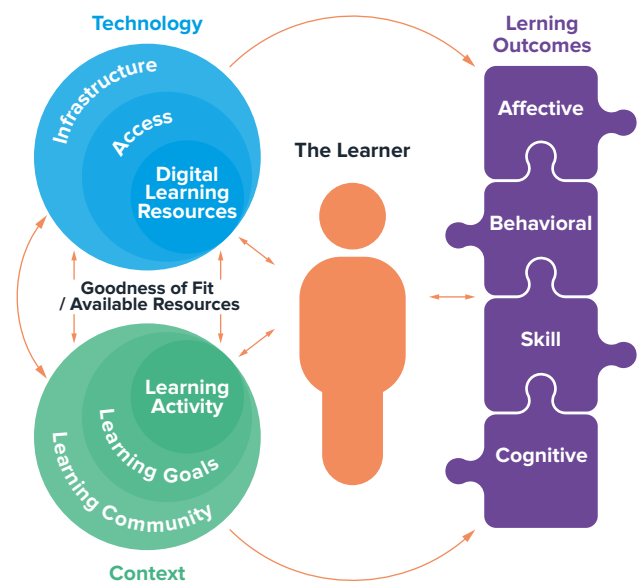 Technology
Infrastructure
Access
Digital
Learning
Resources
Goodness of Fit
/ Available Resources
Learning
Activity
Learning Goals
Learning Community
Context
The Learner
Lerning
Outcomes
Affective
Behavioral
Skill
Cognitive